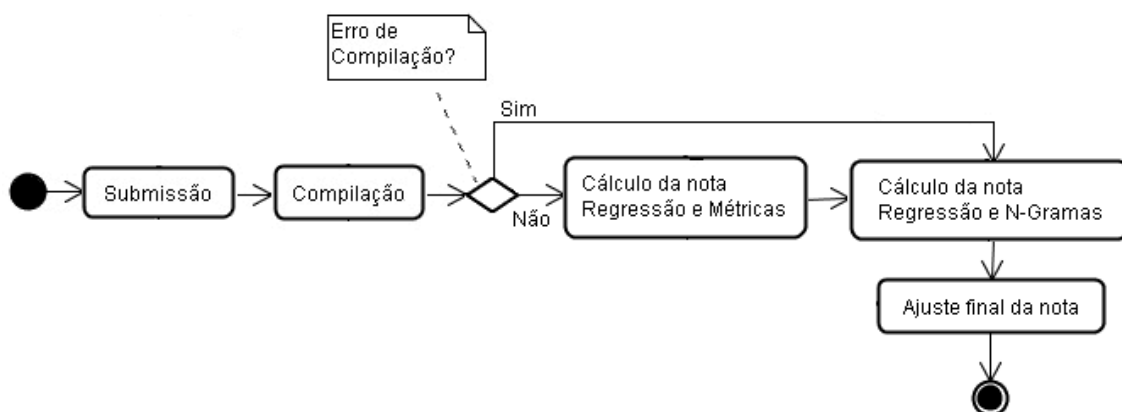 Erro de
Compilação?
Sim
Submissão
Compilação
Não
Cálculo da nota
Regressão e Métricas
Cálculo da nota
Regressão e N-Gramas
Ajuste final da nota